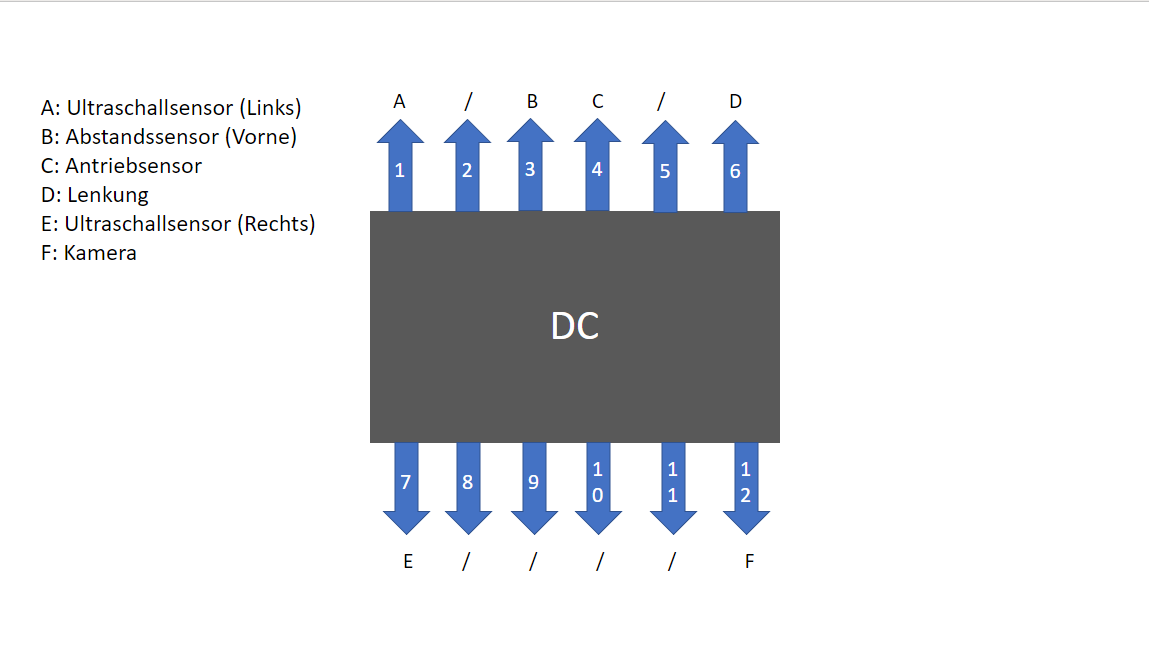 A: Ultraschallsensor (Links)
B: Abstandssensor (Vorne)
C: Antriebsensor
D: Lenkung
E: Ultraschallsensor (Rechts)
F: Kamera
A / B C / D
1 2 3 4 5 6
DC
7 8 9 10 11 12
E / / / / F